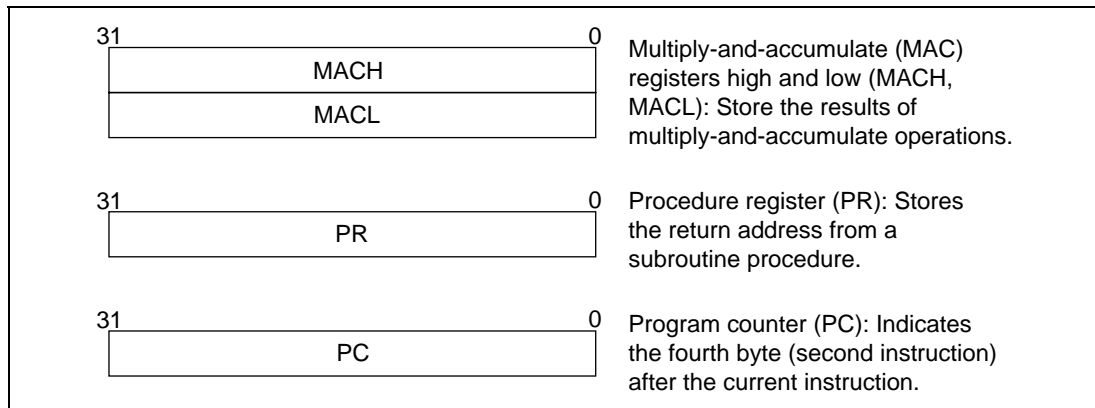 31 0
MACH
MACL
Multiply-and-accumulate (MAC)
registers high and low (MACH,
MACL): Store the results of
multiply-and-accumulate operations.
31 0
PR
Procedure register (PR): Stores
the return address from a
subroutine procedure.
31 0
PC
Program counter (PC): Indicates
the fourth byte (second instruction)
after the current instruction.